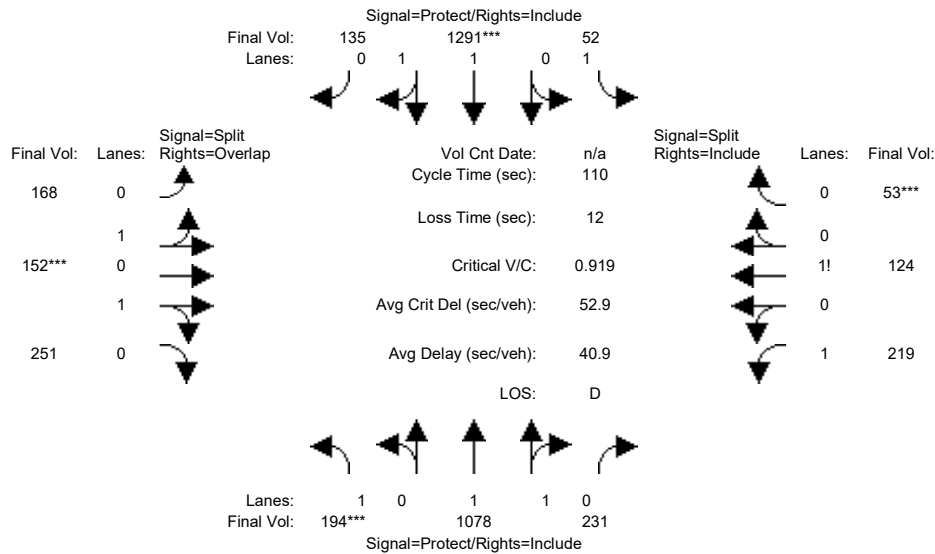 Signal=Protect/Rights=Include
Final Vol: 135 1291*** 52
Lanes: 0 1 1 0 1
Signal=Split Signal=Split
Final Vol: Lanes: Rights=Overlap Vol Cnt Date: n/a Rights=Include Lanes: Final Vol:
Cycle Time (sec): 110
168 0 0 53***
Loss Time (sec): 12
1 0
152*** 0 Critical V/C: 0.919 1! 124
1 Avg Crit Del (sec/veh): 52.9 0
251 0 Avg Delay (sec/veh): 40.9 1 219
LOS: D
Lanes: 1 0 1 1 0
Final Vol: 194*** 1078 231
Signal=Protect/Rights=Include